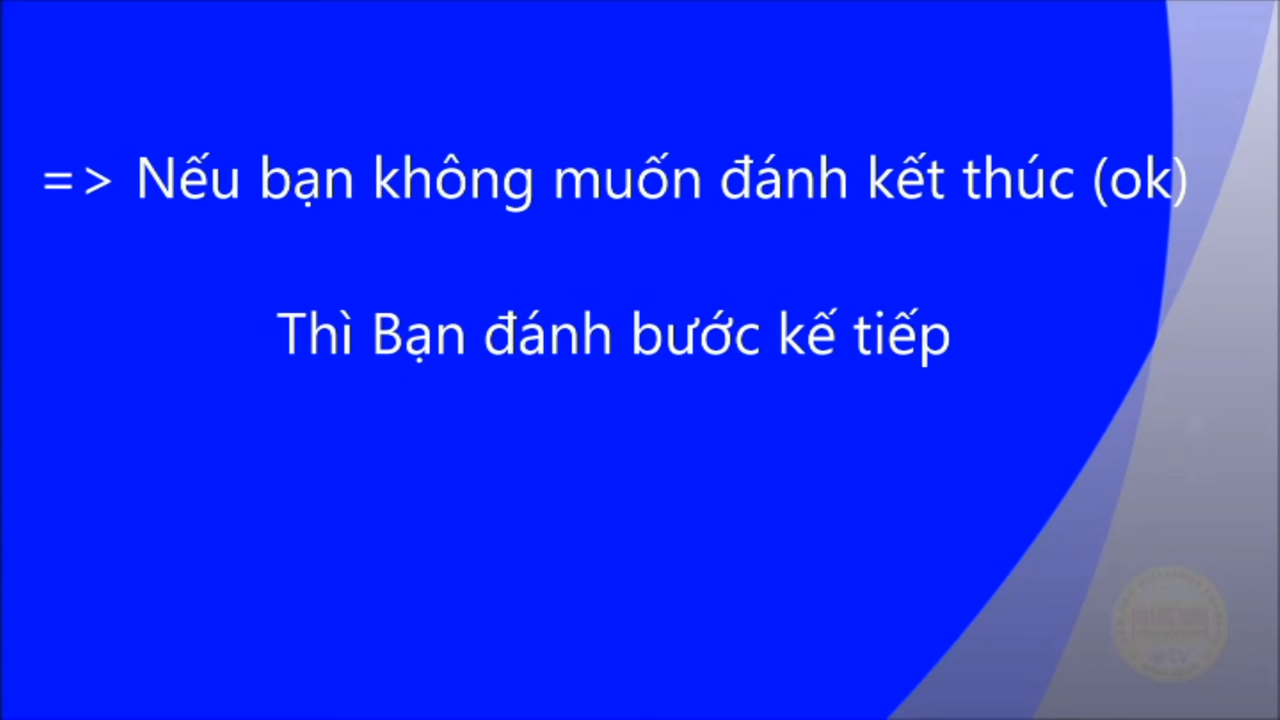 => Nếu bạn không muốn đánh kết thúc (ok)
Thì Bạn đánh bước kế tiếp